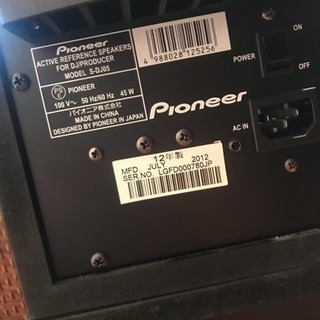 Pioneer
ACTIVE REFERENCE SPEAKERS
FOR DJ/PRODUCER
MODEL S-DJ05
PS
E
PIONEER
100 V~ 50 Hz/60 Hz 45 W
パイオニア株式会社
MADE IN CHINA
DESIGNED BY PIONEER IN JAPAN
4 988028 125256
POWER
ON
OFF
Pioneer
AC IN
12年製
MFD. JULY 2012
SER NO. LGFD000780JP